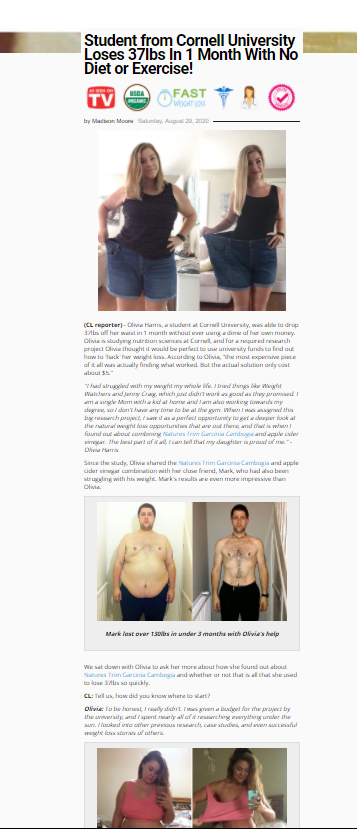 Student from Cornell University
Loses 37lbs In 1 Month With No
Diet or Exercise!
AS SEEN ON
TV
USDA
ORGANIC
FAST
WEIGHT LOSS
by Madison Moore Saturday, August 29, 2020
(CL reporter) - Olivia Harris, a student at Cornell University, was able to drop
37lbs off her waist in 1 month without ever using a dime of her own money.
Olivia is studying nutrition sciences at Cornell, and for a required research
project Olivia thought it would be perfect to use university funds to find out
how to 'hack' her weight loss. According to Olivia, "the most expensive piece
of it all was actually finding what worked. But the actual solution only cost
about $5."
"I had struggled with my weight my whole life. I tried things like Weight
Watchers and Jenny Craig, which just didn't work as good as they promised. I
am a single Mom with a kid at home and I am also working towards my
degree, so I don't have any time to be at the gym. When I was assigned this
big research project, I saw it as a perfect opportunity to get a deeper look at
the natural weight loss opportunities that are out there, and that is when I
found out about combining Natures Trim Garcinia Cambogia and apple cider
vinegar. The best part of it all, I can tell that my daughter is proud of me." -
Olivia Harris
Since the study, Olivia shared the Natures Trim Garcinia Cambogia and apple
cider vinegar combination with her close friend, Mark, who had also been
struggling with his weight. Mark's results are even more impressive than
Olivia.
Mark lost over 130lbs in under 3 months with Olivia's help
We sat down with Olivia to ask her more about how she found out about
Natures Trim Garcinia Cambogia and whether or not that is all that she used
to lose 37lbs so quickly.
CL: Tell us, how did you know where to start?
Olivia: To be honest, I really didn't. I was given a budget for the project by
the university, and I spent nearly all of it researching everything under the
sun. I looked into other previous research, case studies, and even successful
weight loss stories of others.